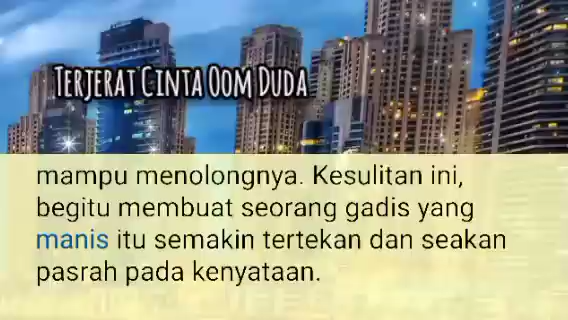 Terjerat Cinta Oom Duda
mampu menolongnya. Kesulitan ini,
begitu membuat seorang gadis yang
manis itu semakin tertekan dan seakan
pasrah pada kenyataan.